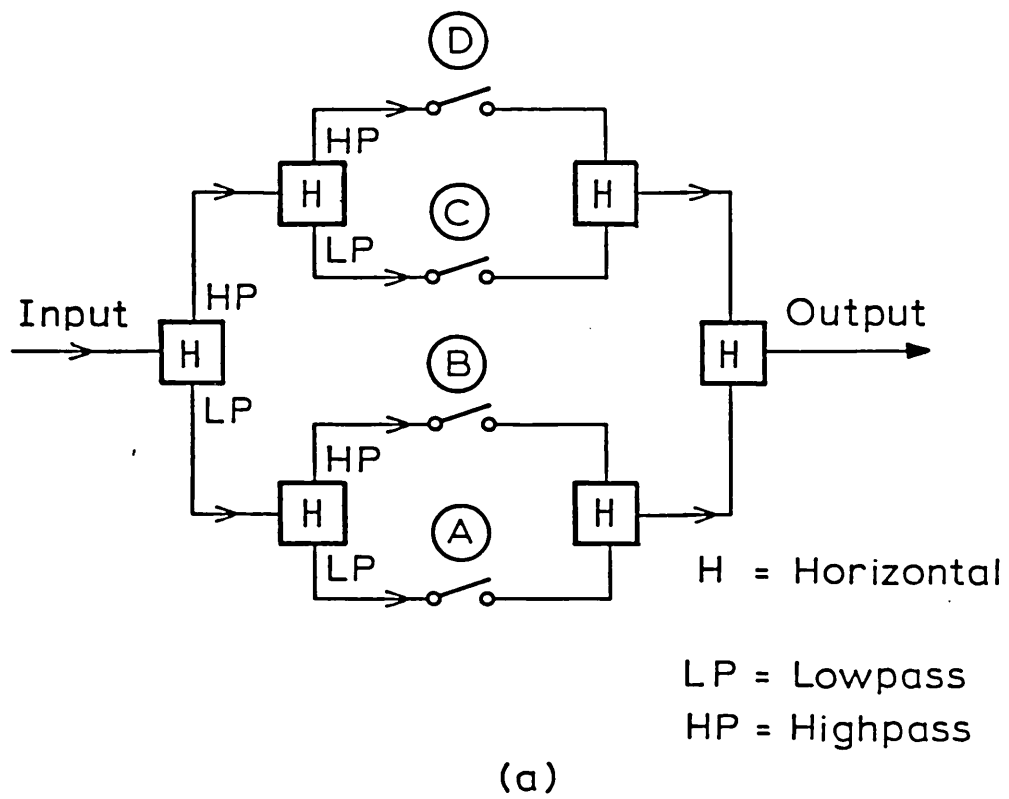 D
HP
H
H
C
LP
HP
Input
Output
H
H
B
LP
HP
H
H
A
LP
H = Horizontal
LP = Lowpass
HP = Highpass
(a)